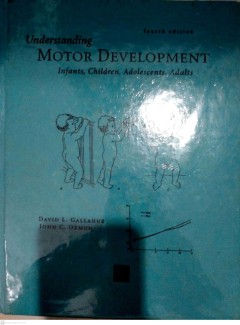 fourth edition
Understanding
MOTOR DEVELOPMENT
Infants, Children, Adolescents, Adults
DAVID L. GALLAHUE
JOHN C. OZMUN